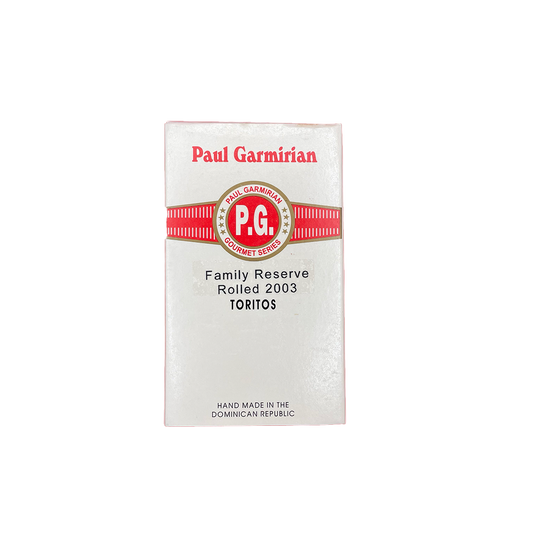 Paul Garmirian
PAUL GARMIRIAN
P.G.
GOURMET SERIES
Family Reserve
Rolled 2003
TORITOS
HAND MADE IN THE
DOMINICAN REPUBLIC